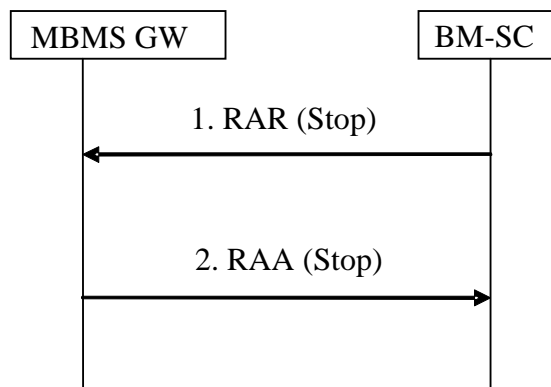 MBMS GW
BM-SC
1. RAR (Stop)
2. RAA (Stop)